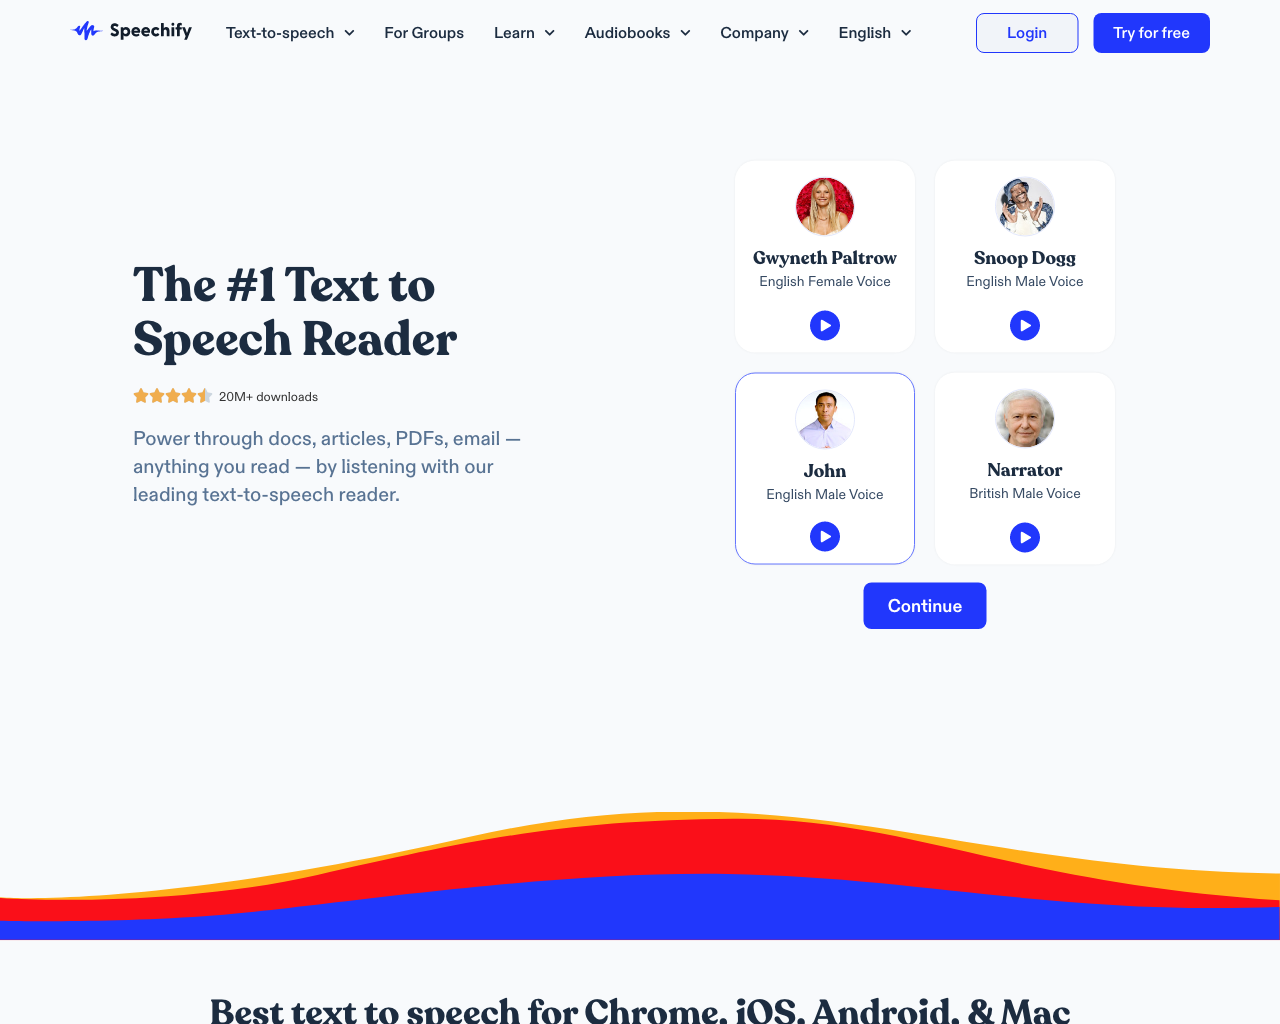 Speechify
Text-to-speech
For Groups
Learn
Audiobooks
Company
English
Login
Try for free
The #1 Text to
Speech Reader
20M+ downloads
Power through docs, articles, PDFs, email —
anything you read — by listening with our
leading text-to-speech reader.
Gwyneth Paltrow
English Female Voice
Snoop Dogg
English Male Voice
John
English Male Voice
Narrator
British Male Voice
Continue
Best text to speech for Chrome, iOS, Android, & Mac